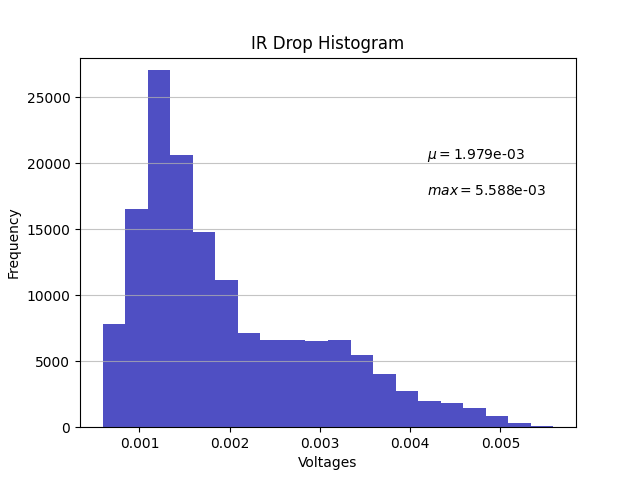 IR Drop Histogram
25000
20000
15000
10000
5000
0
Frequency
μ = 1.979e-03
max = 5.588e-03
0.001 0.002 0.003 0.004 0.005
Voltages